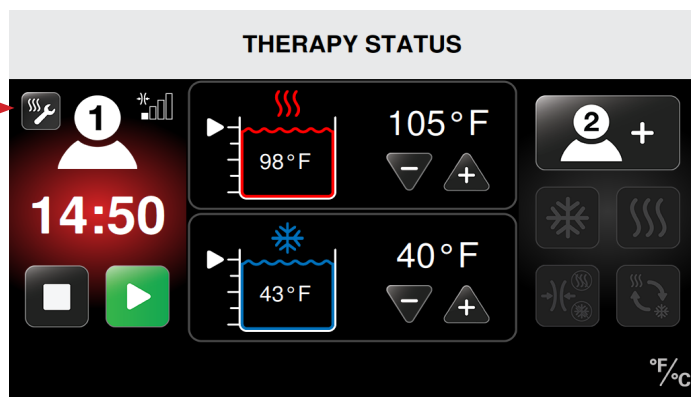 THERAPY STATUS
1
14:50
98°F
105°F
43°F
40°F
2 +
°F/°C